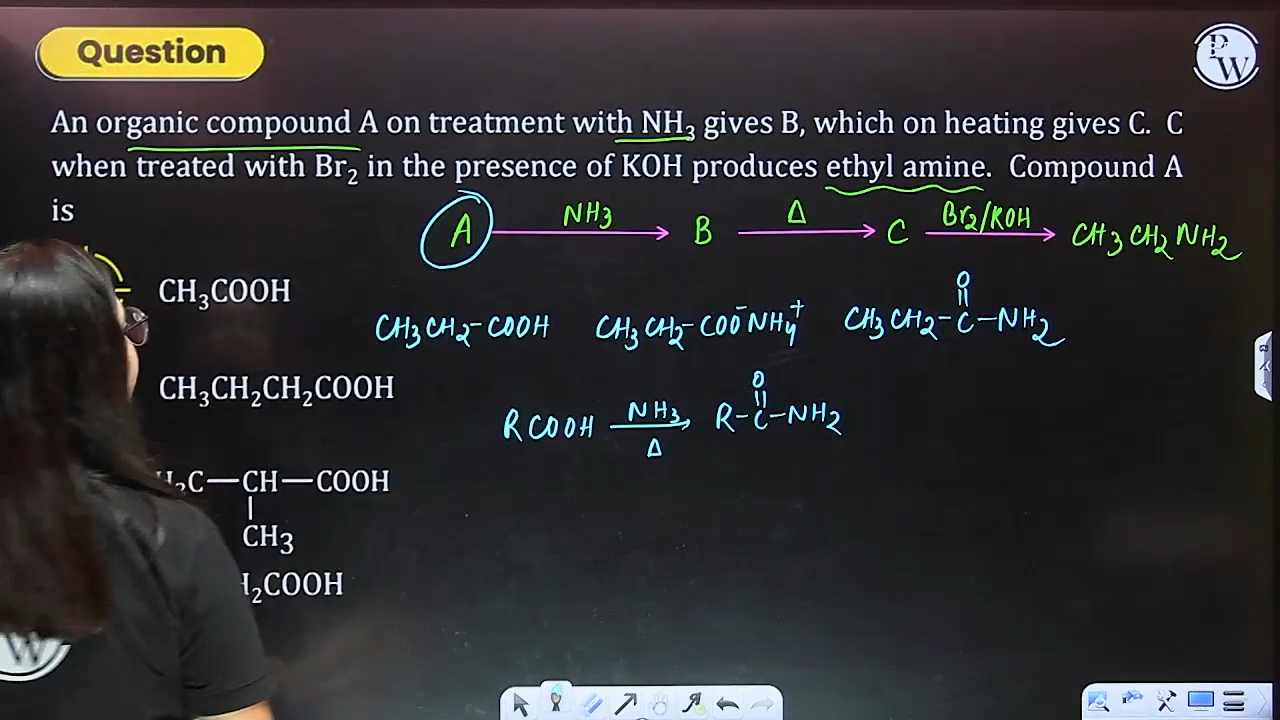 Question
PW
An organic compound A on treatment with NH₃ gives B, which on heating gives C. C
when treated with Br₂ in the presence of KOH produces ethyl amine. Compound A
is
A NH3 → B Δ → C Br2/KOH → CH3CH2NH2
CH₃COOH
CH3CH2-COOH CH3CH2-COO⁻NH4⁺ CH3CH2-C(=O)-NH2
CH₃CH₂CH₂COOH
RCOOH NH3 Δ → R-C(=O)-NH2
C—CH—COOH
CH₃
₂COOH
W